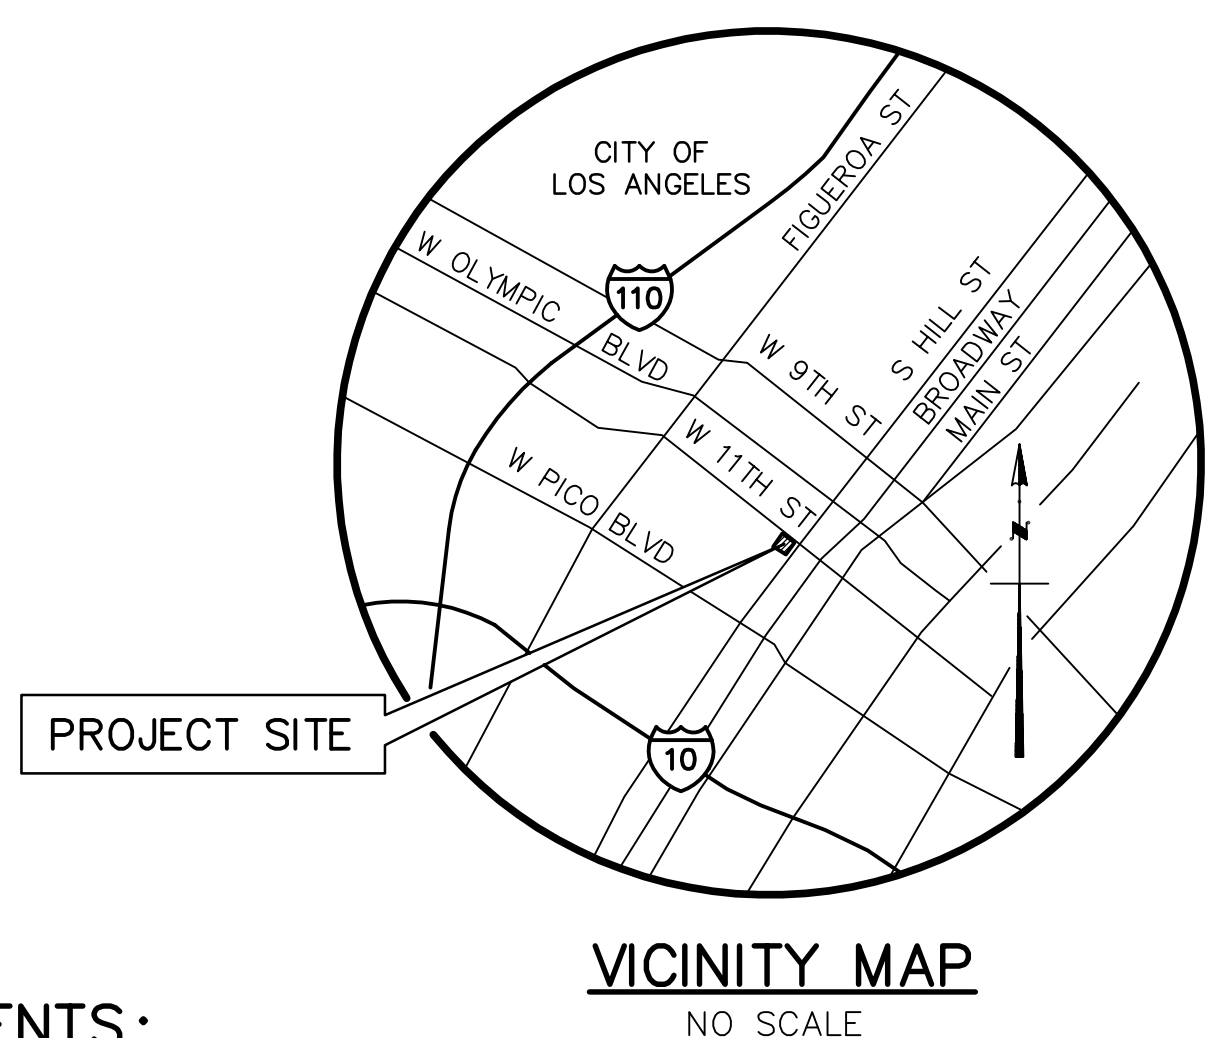 CITY OF
LOS ANGELES
FIGUEROA ST
W OLYMPIC
BLVD
110
W 9TH ST
S HILL ST
BROADWAY
MAIN ST
W 11TH ST
W PICO BLVD
N
PROJECT SITE
10
VICINITY MAP
NO SCALE
ENTS: